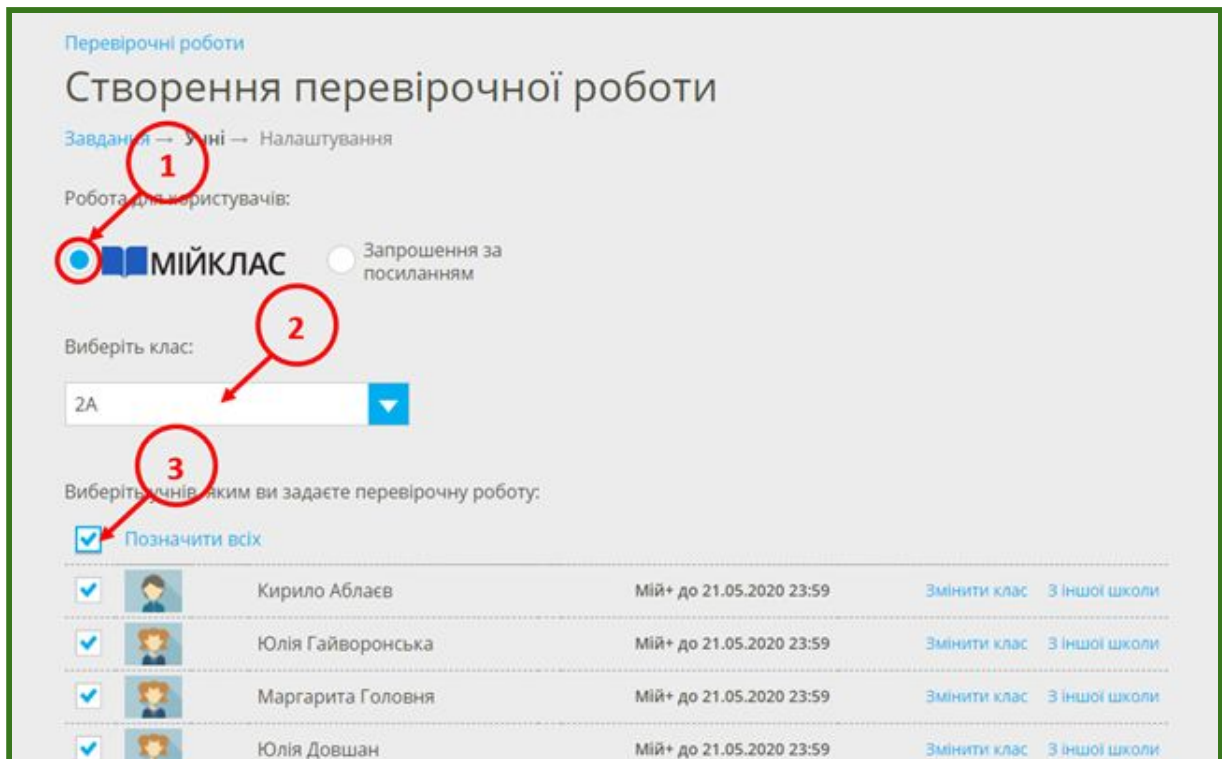 Перевірочні роботи
Створення перевірочної роботи
Завдання → Учні → Налаштування
1
Робота для користувачів:
МІЙКЛАС
Запрошення за
посиланням
2
Виберіть клас:
2А
3
Виберіть учнів, яким ви задаєте перевірочну роботу:
Позначити всіх
Кирило Аблаєв Мій+ до 21.05.2020 23:59 Змінити клас З іншої школи
Юлія Гайворонська Мій+ до 21.05.2020 23:59 Змінити клас З іншої школи
Маргарита Головня Мій+ до 21.05.2020 23:59 Змінити клас З іншої школи
Юлія Довшан Мій+ до 21.05.2020 23:59 Змінити клас З іншої школи